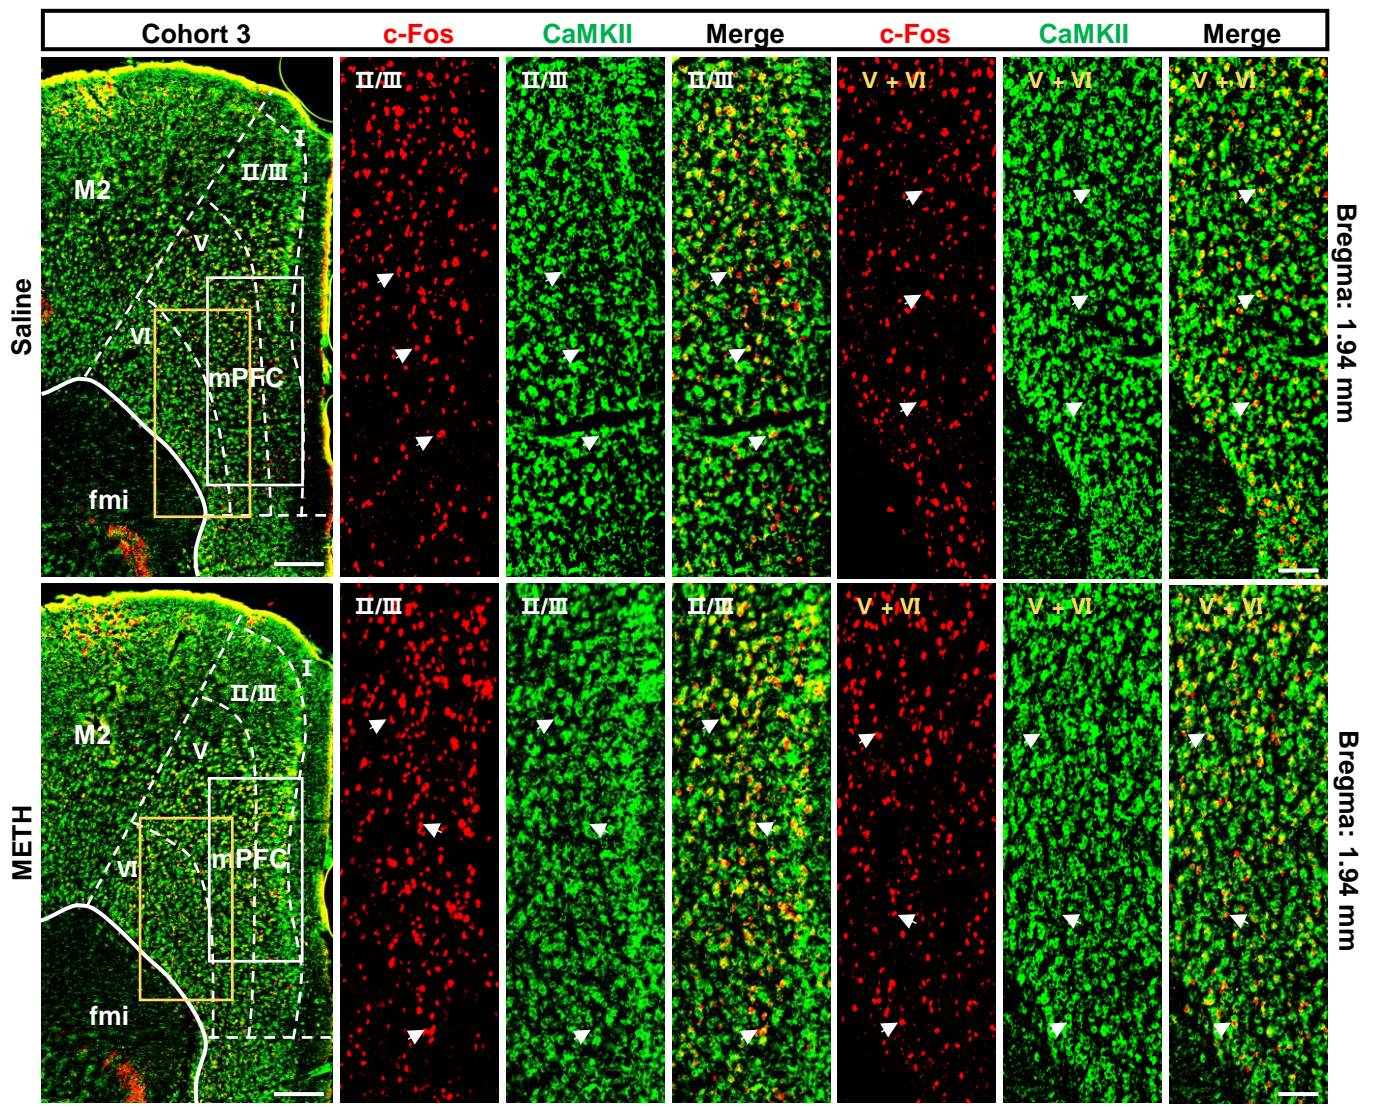 Cohort 3 c-Fos CaMKII Merge c-Fos CaMKII Merge
Saline
M2
I
II/III
V
VI
mPFC
fmi
II/III
II/III
II/III
V + VI
V + VI
V + VI
Bregma: 1.94 mm
METH
M2
I
II/III
V
VI
mPFC
fmi
II/III
II/III
II/III
V + VI
V + VI
V + VI
Bregma: 1.94 mm